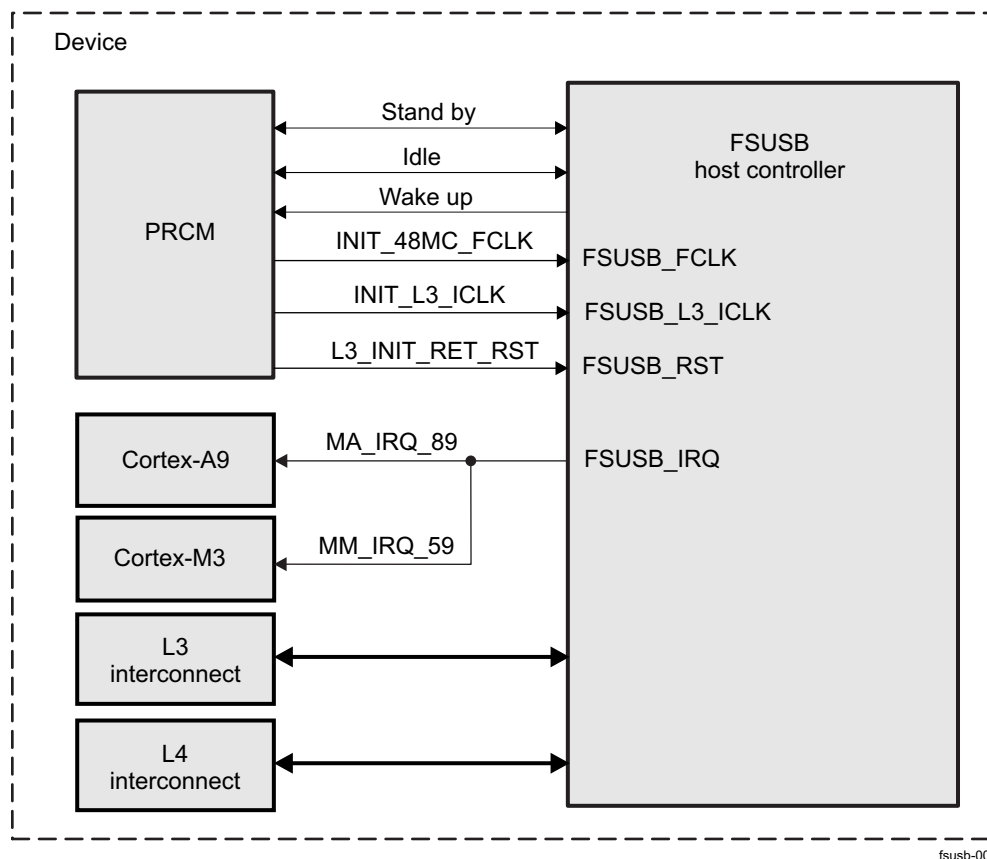 Device
PRCM
Stand by
Idle
Wake up
INIT_48MC_FCLK
INIT_L3_ICLK
L3_INIT_RET_RST
FSUSB
host controller
FSUSB_FCLK
FSUSB_L3_ICLK
FSUSB_RST
Cortex-A9
MA_IRQ_89
FSUSB_IRQ
Cortex-M3
MM_IRQ_59
L3
interconnect
L4
interconnect